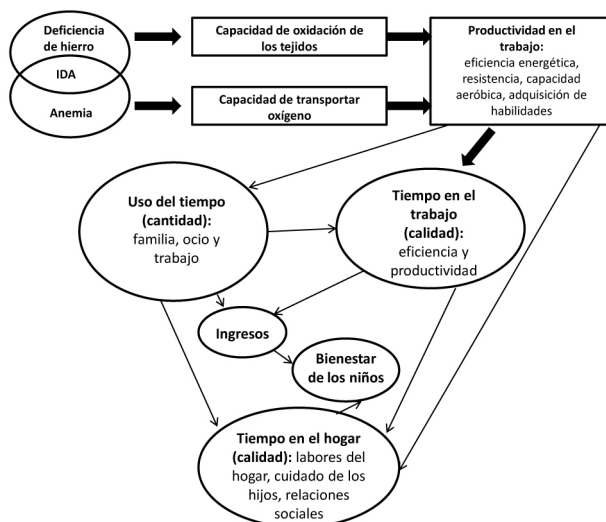 Deficiencia
de hierro
IDA
Anemia
Capacidad de oxidación de
los tejidos
Capacidad de transportar
oxígeno
Productividad en el
trabajo:
eficiencia energética,
resistencia, capacidad
aeróbica, adquisición de
habilidades
Uso del tiempo
(cantidad):
familia, ocio y
trabajo
Tiempo en el
trabajo
(calidad):
eficiencia y
productividad
Ingresos
Bienestar
de los niños
Tiempo en el hogar
(calidad): labores del
hogar, cuidado de los
hijos, relaciones
sociales